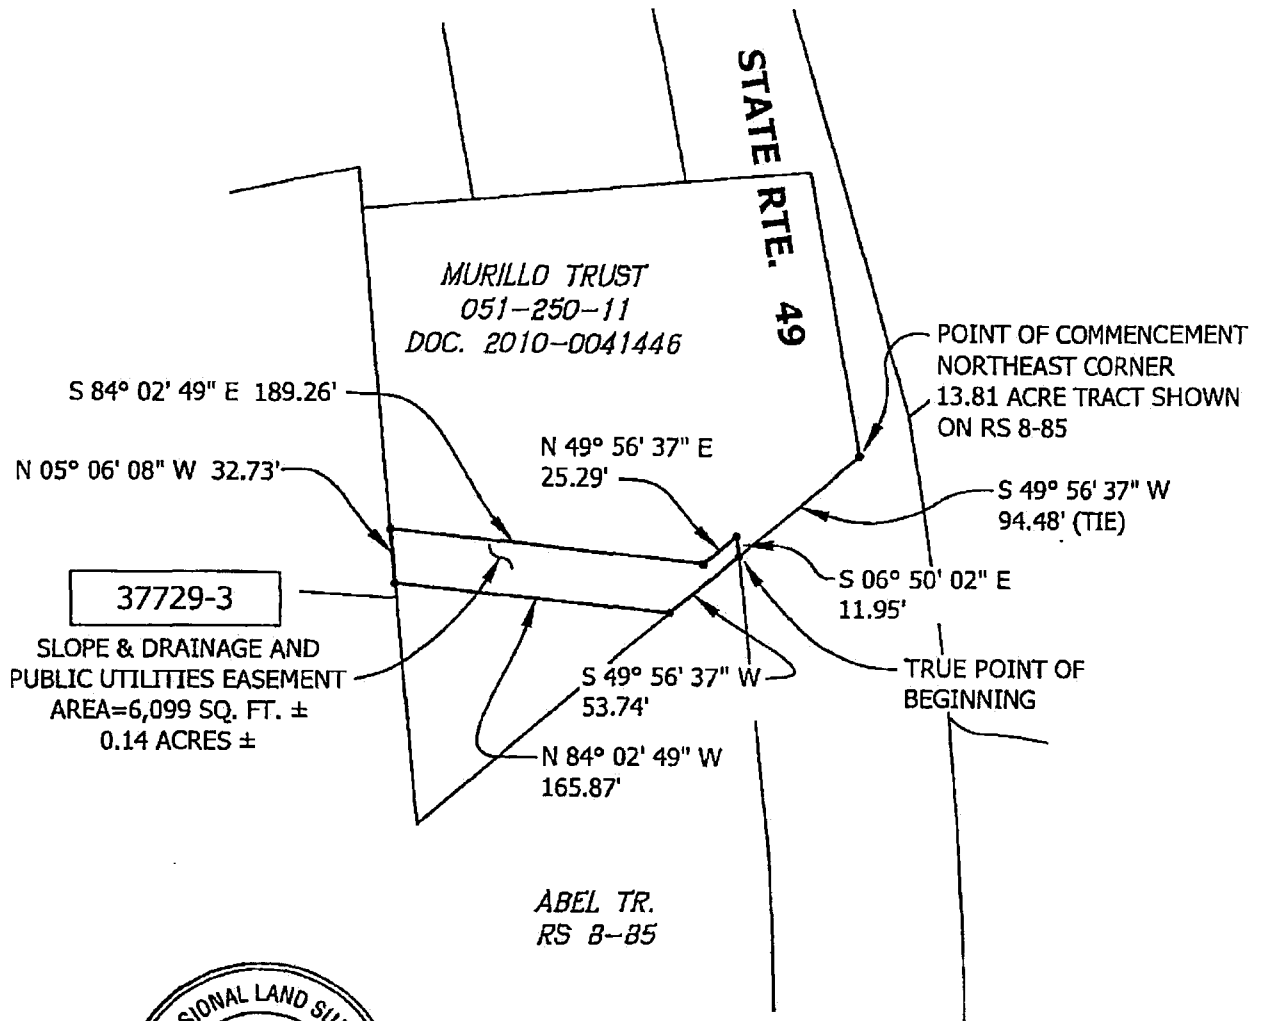 STATE RTE. 49
MURILLO TRUST
051-250-11
DOC. 2010-0041446
POINT OF COMMENCEMENT
NORTHEAST CORNER
13.81 ACRE TRACT SHOWN
ON RS 8-85
S 84° 02' 49" E 189.26'
N 49° 56' 37" E
25.29'
N 05° 06' 08" W 32.73'
S 49° 56' 37" W
94.48' (TIE)
S 06° 50' 02" E
11.95'
37729-3
SLOPE & DRAINAGE AND
PUBLIC UTILITIES EASEMENT
AREA=6,099 SQ. FT. ±
0.14 ACRES ±
S 49° 56' 37" W
53.74'
TRUE POINT OF
BEGINNING
N 84° 02' 49" W
165.87'
ABEL TR.
RS 8-85
SIONAL LAND SU